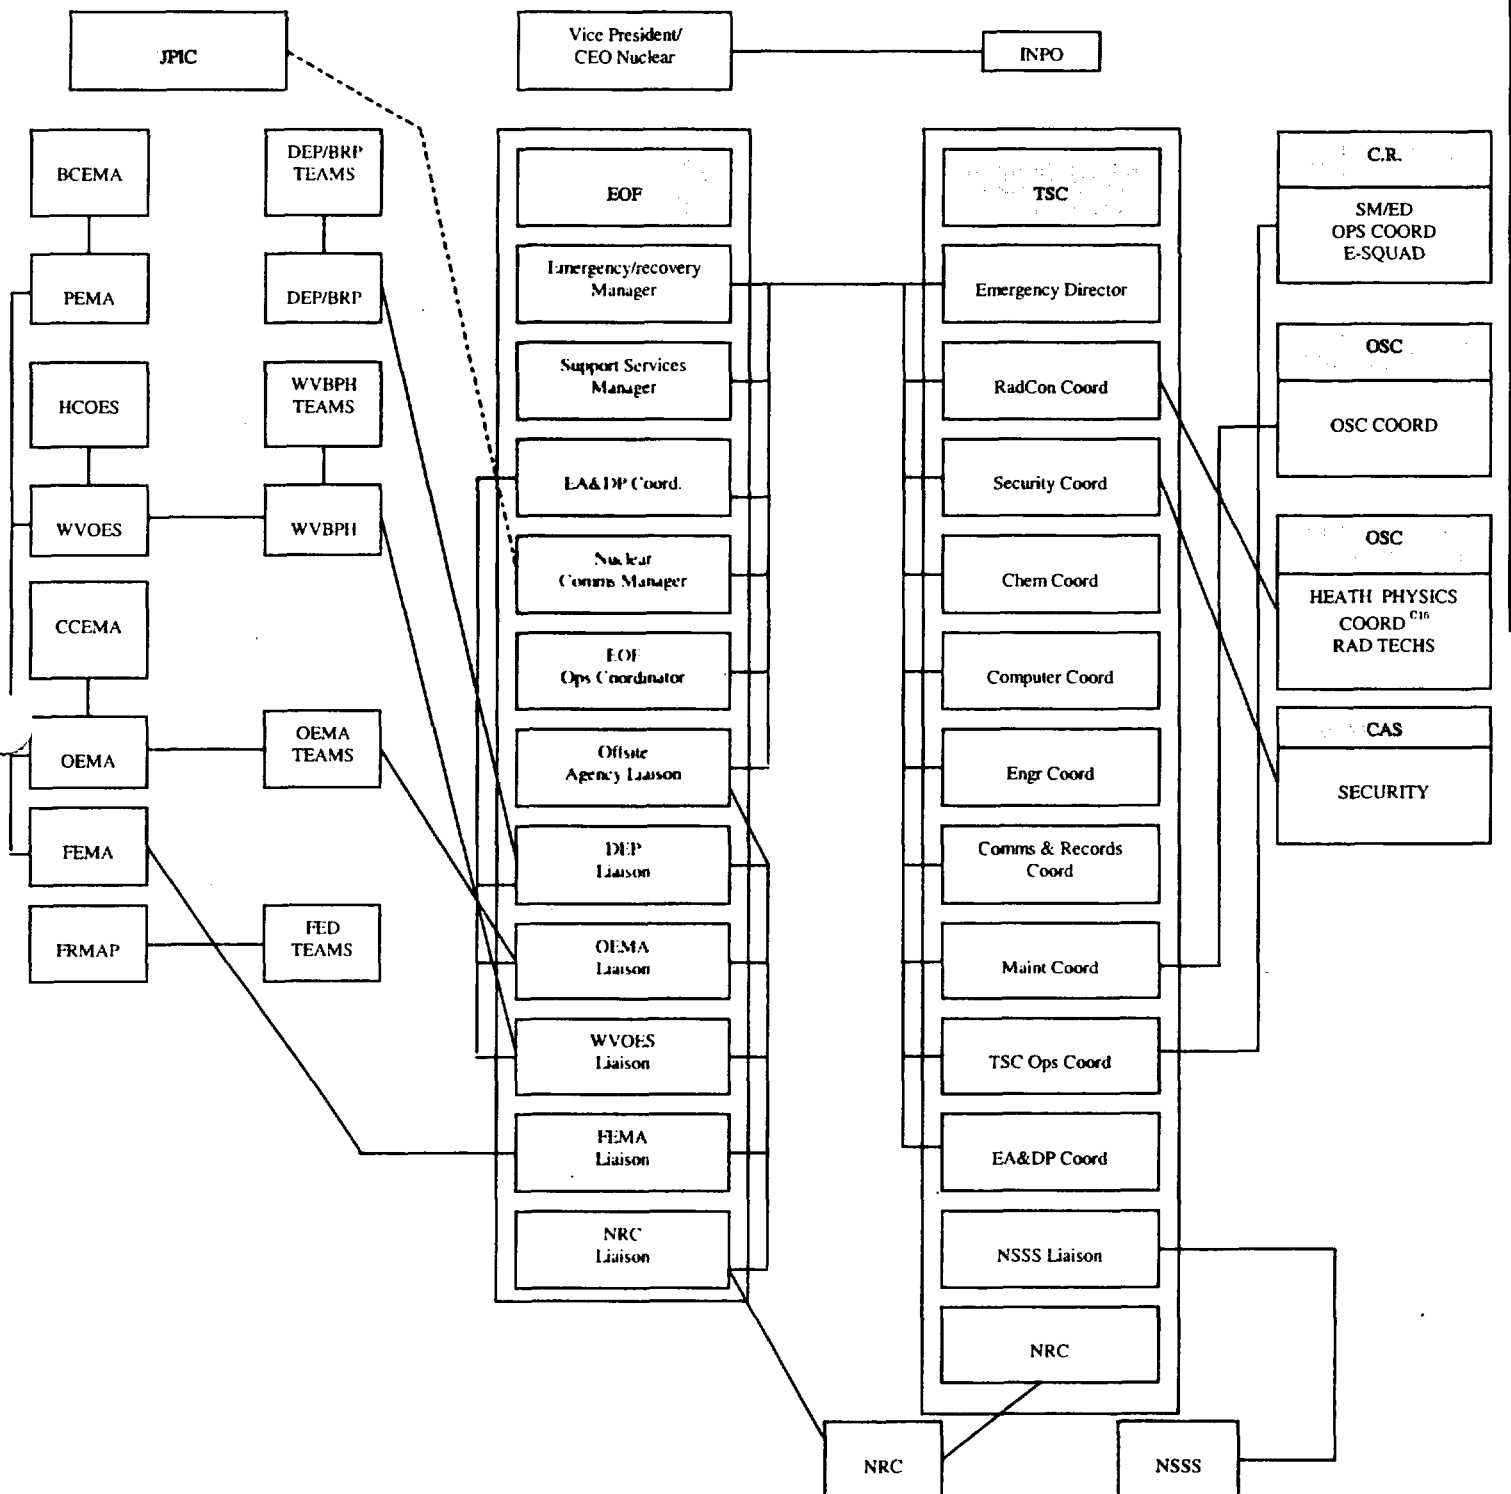 JPIC
Vice President/
CEO Nuclear
INPO
BCEMA
PEMA
HCOES
WVOES
CCEMA
OEMA
FEMA
FRMAP
DEP/BRP
TEAMS
DEP/BRP
WVBPH
TEAMS
WVBPH
OEMA
TEAMS
FED
TEAMS
EOF
Emergency/recovery
Manager
Support Services
Manager
EA&DP Coord.
Nuclear
Comms Manager
EOF
Ops Coordinator
Offsite
Agency Liaison
DEP
Liaison
OEMA
Liaison
WVOES
Liaison
FEMA
Liaison
NRC
Liaison
TSC
Emergency Director
RadCon Coord
Security Coord
Chem Coord
Computer Coord
Engr Coord
Comms & Records
Coord
Maint Coord
TSC Ops Coord
EA&DP Coord
NSSS Liaison
NRC
C.R.
SM/ED
OPS COORD
E-SQUAD
OSC
OSC COORD
OSC
HEATH PHYSICS
COORD C16
RAD TECHS
CAS
SECURITY
NRC
NSSS